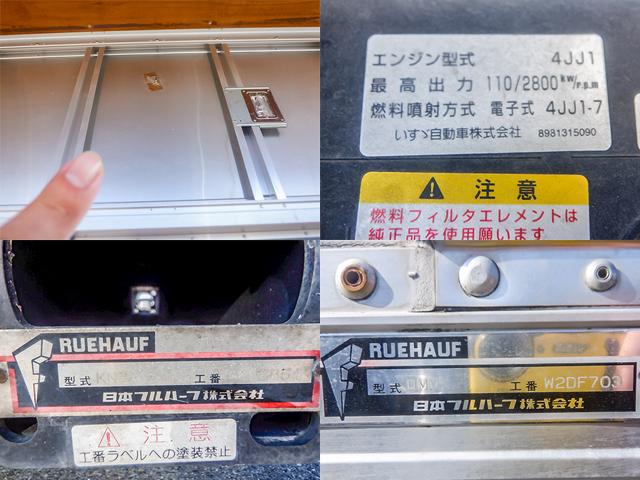 エンジン型式 4JJ1
最高出力 110/2800kW/r.p.m
燃料噴射方式 電子式 4JJ1-7
いすゞ自動車株式会社 8981315090
注意
燃料フィルタエレメントは
純正品を使用願います
RUEHAUF
型式 工番
日本フルハーフ株式会社
注意
工番ラベルへの塗装禁止
RUEHAUF
型式 工番 W2DF703
日本フルハーフ株式会社